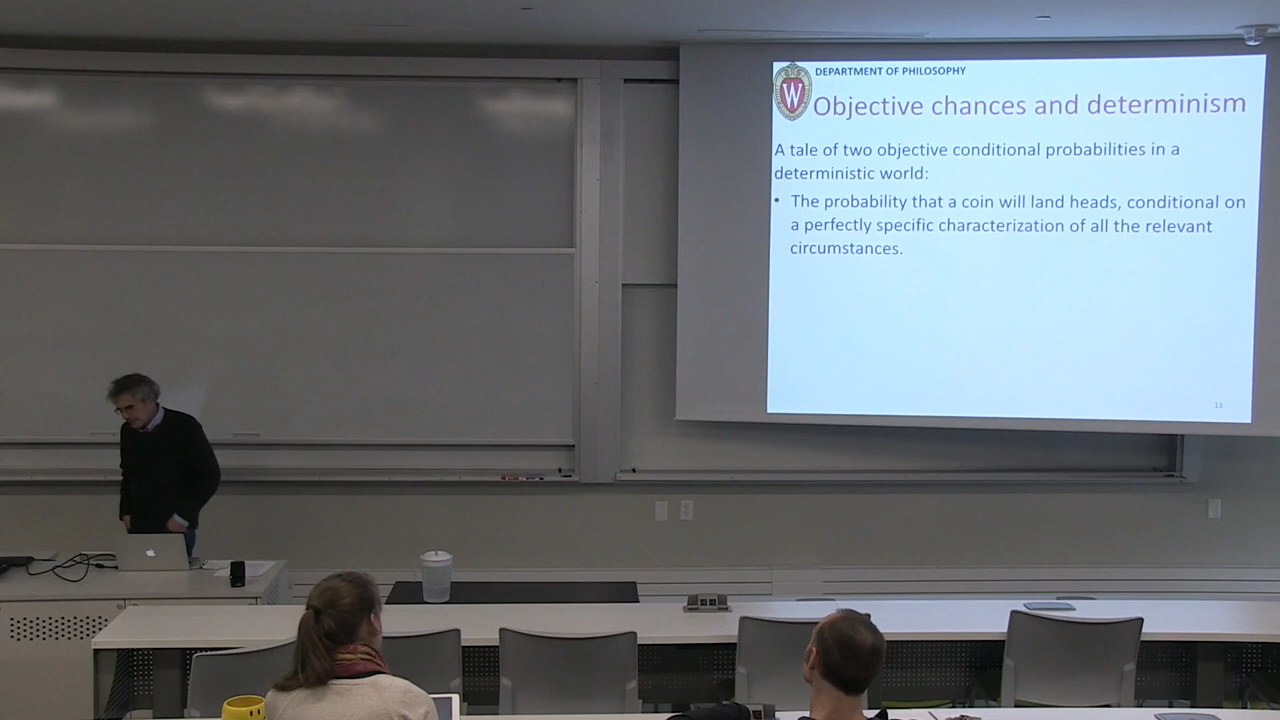 DEPARTMENT OF PHILOSOPHY
W
Objective chances and determinism
A tale of two objective conditional probabilities in a
deterministic world:
• The probability that a coin will land heads, conditional on
a perfectly specific characterization of all the relevant
circumstances.
13